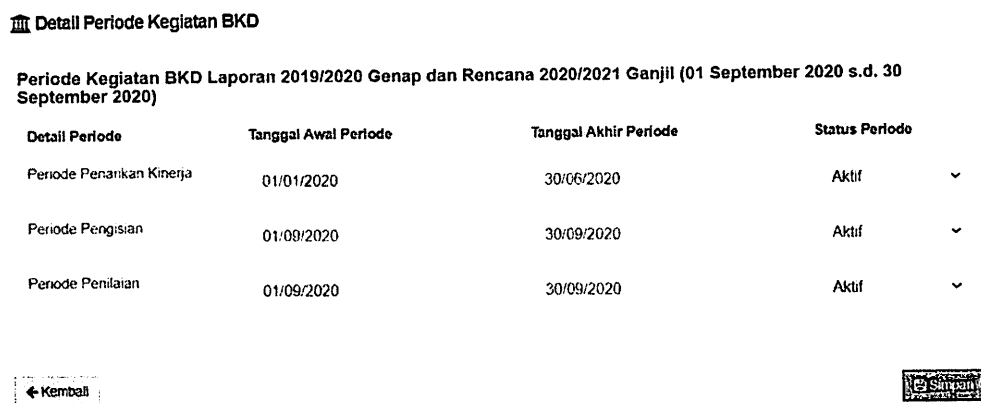 Detail Periode Kegiatan BKD
Periode Kegiatan BKD Laporan 2019/2020 Genap dan Rencana 2020/2021 Ganjil (01 September 2020 s.d. 30
September 2020)
Detail Periode Tanggal Awal Periode Tanggal Akhir Periode Status Periode
Periode Penarikan Kinerja 01/01/2020 30/06/2020 Aktif
Periode Pengisian 01/09/2020 30/09/2020 Aktif
Periode Penilaian 01/09/2020 30/09/2020 Aktif
Kembali Simpan